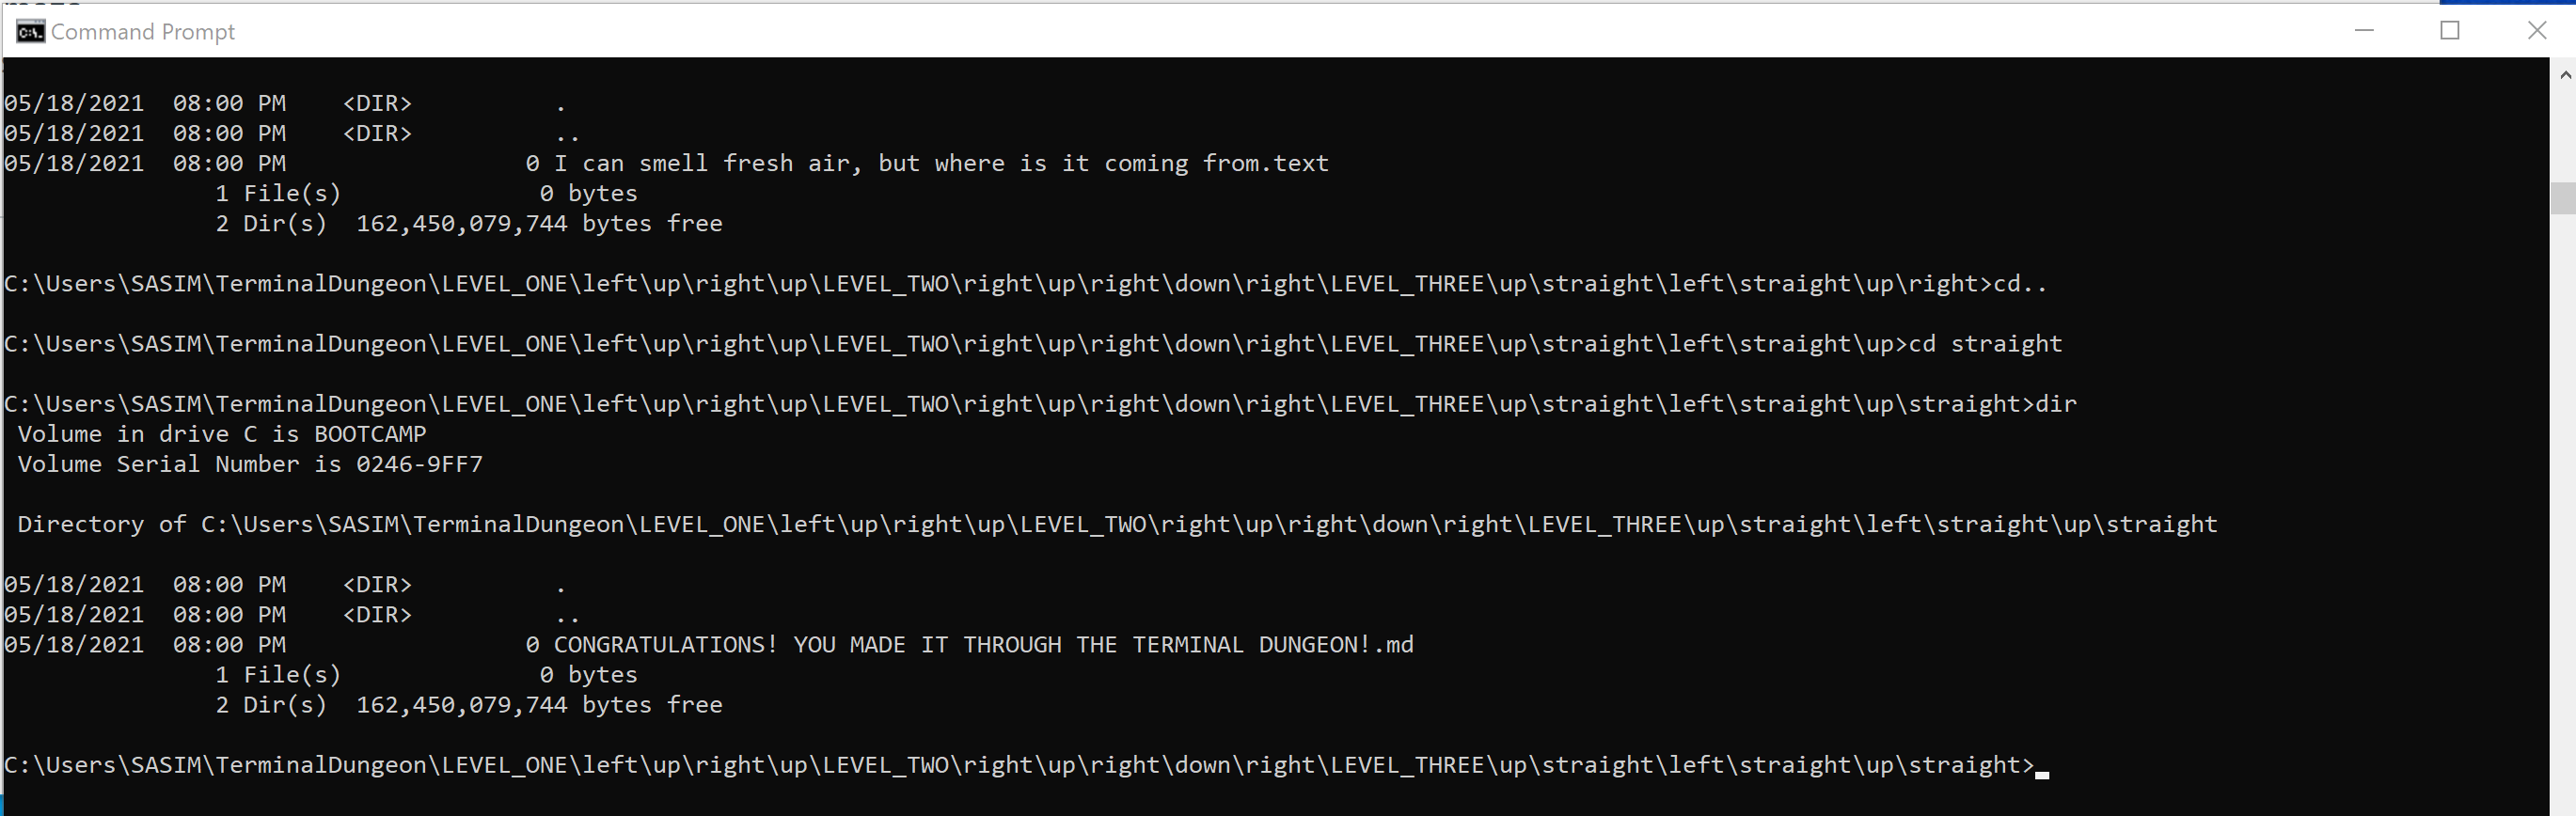 Command Prompt
05/18/2021  08:00 PM    <DIR>          .
05/18/2021  08:00 PM    <DIR>          ..
05/18/2021  08:00 PM                 0 I can smell fresh air, but where is it coming from.text
               1 File(s)              0 bytes
               2 Dir(s)  162,450,079,744 bytes free
C:\Users\SASIM\TerminalDungeon\LEVEL_ONE\left\up\right\up\LEVEL_TWO\right\up\right\down\right\LEVEL_THREE\up\straight\left\straight\up\right>cd..
C:\Users\SASIM\TerminalDungeon\LEVEL_ONE\left\up\right\up\LEVEL_TWO\right\up\right\down\right\LEVEL_THREE\up\straight\left\straight\up>cd straight
C:\Users\SASIM\TerminalDungeon\LEVEL_ONE\left\up\right\up\LEVEL_TWO\right\up\right\down\right\LEVEL_THREE\up\straight\left\straight\up\straight>dir
 Volume in drive C is BOOTCAMP
 Volume Serial Number is 0246-9FF7
 Directory of C:\Users\SASIM\TerminalDungeon\LEVEL_ONE\left\up\right\up\LEVEL_TWO\right\up\right\down\right\LEVEL_THREE\up\straight\left\straight\up\straight
05/18/2021  08:00 PM    <DIR>          .
05/18/2021  08:00 PM    <DIR>          ..
05/18/2021  08:00 PM                 0 CONGRATULATIONS! YOU MADE IT THROUGH THE TERMINAL DUNGEON!.md
               1 File(s)              0 bytes
               2 Dir(s)  162,450,079,744 bytes free
C:\Users\SASIM\TerminalDungeon\LEVEL_ONE\left\up\right\up\LEVEL_TWO\right\up\right\down\right\LEVEL_THREE\up\straight\left\straight\up\straight>